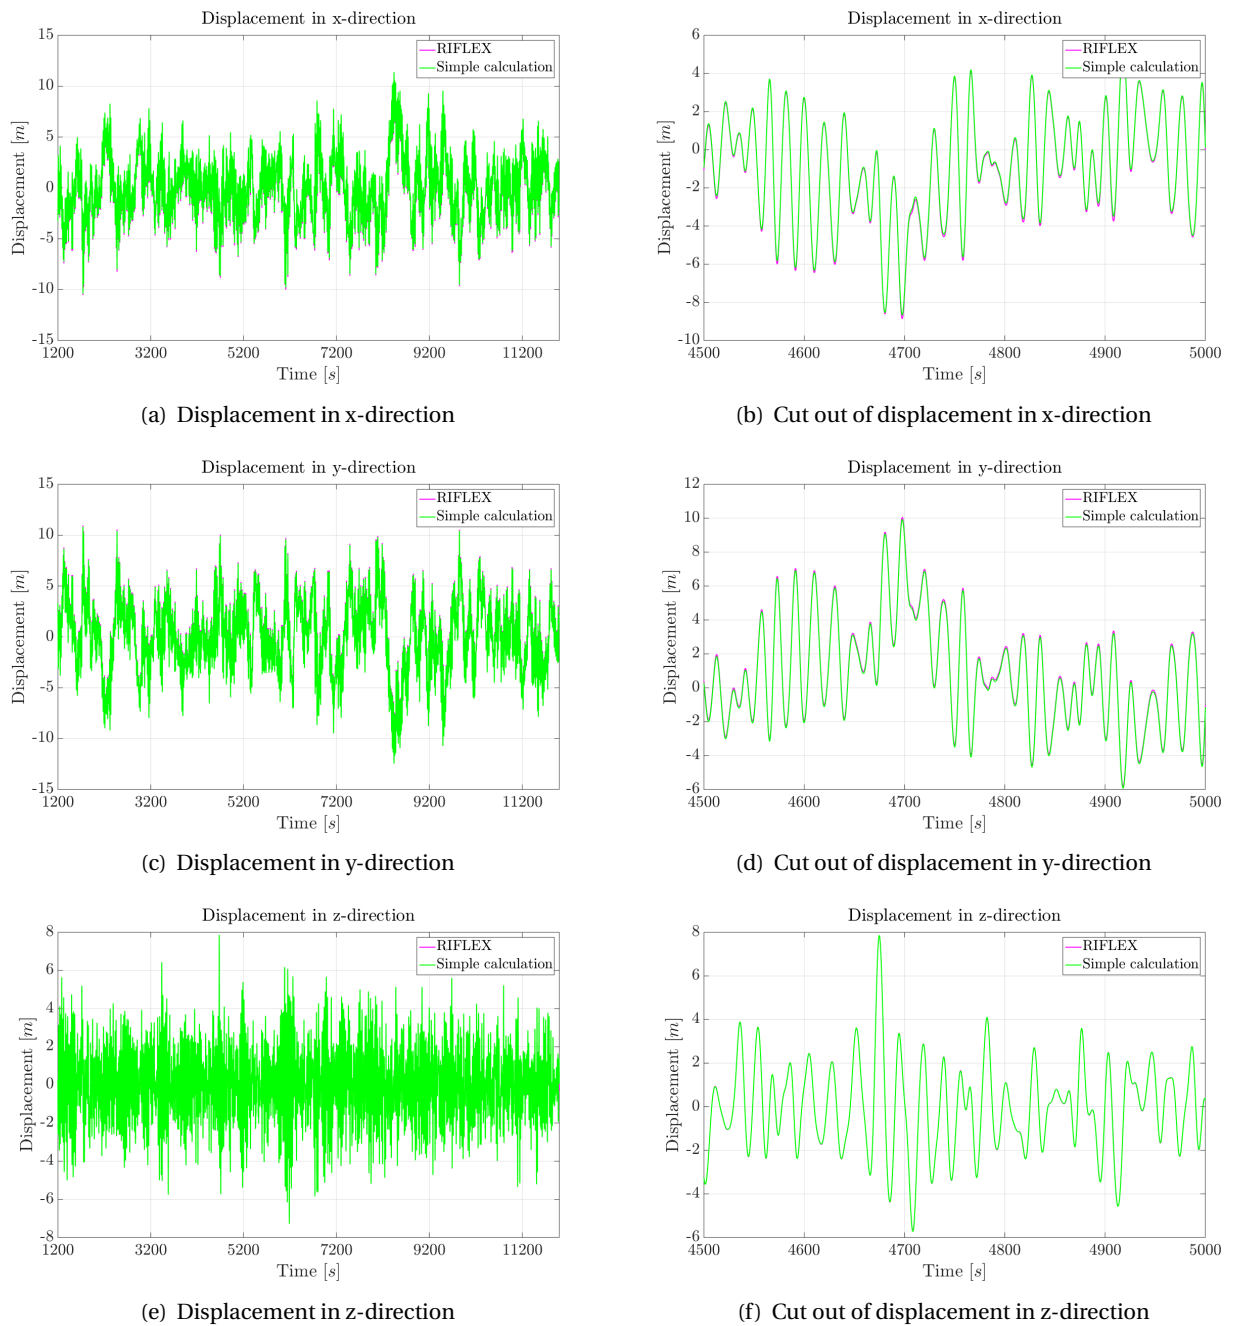 Displacement in x-direction
Displacement [m]
15
10
5
0
-5
-10
-15
RIFLEX
Simple calculation
1200 3200 5200 7200 9200 11200
Time [s]
(a) Displacement in x-direction
Displacement in x-direction
Displacement [m]
6
4
2
0
-2
-4
-6
-8
-10
RIFLEX
Simple calculation
4500 4600 4700 4800 4900 5000
Time [s]
(b) Cut out of displacement in x-direction
Displacement in y-direction
Displacement [m]
15
10
5
0
-5
-10
-15
RIFLEX
Simple calculation
1200 3200 5200 7200 9200 11200
Time [s]
(c) Displacement in y-direction
Displacement in y-direction
Displacement [m]
12
10
8
6
4
2
0
-2
-4
-6
RIFLEX
Simple calculation
4500 4600 4700 4800 4900 5000
Time [s]
(d) Cut out of displacement in y-direction
Displacement in z-direction
Displacement [m]
8
6
4
2
0
-2
-4
-6
-8
RIFLEX
Simple calculation
1200 3200 5200 7200 9200 11200
Time [s]
(e) Displacement in z-direction
Displacement in z-direction
Displacement [m]
8
6
4
2
0
-2
-4
-6
RIFLEX
Simple calculation
4500 4600 4700 4800 4900 5000
Time [s]
(f) Cut out of displacement in z-direction